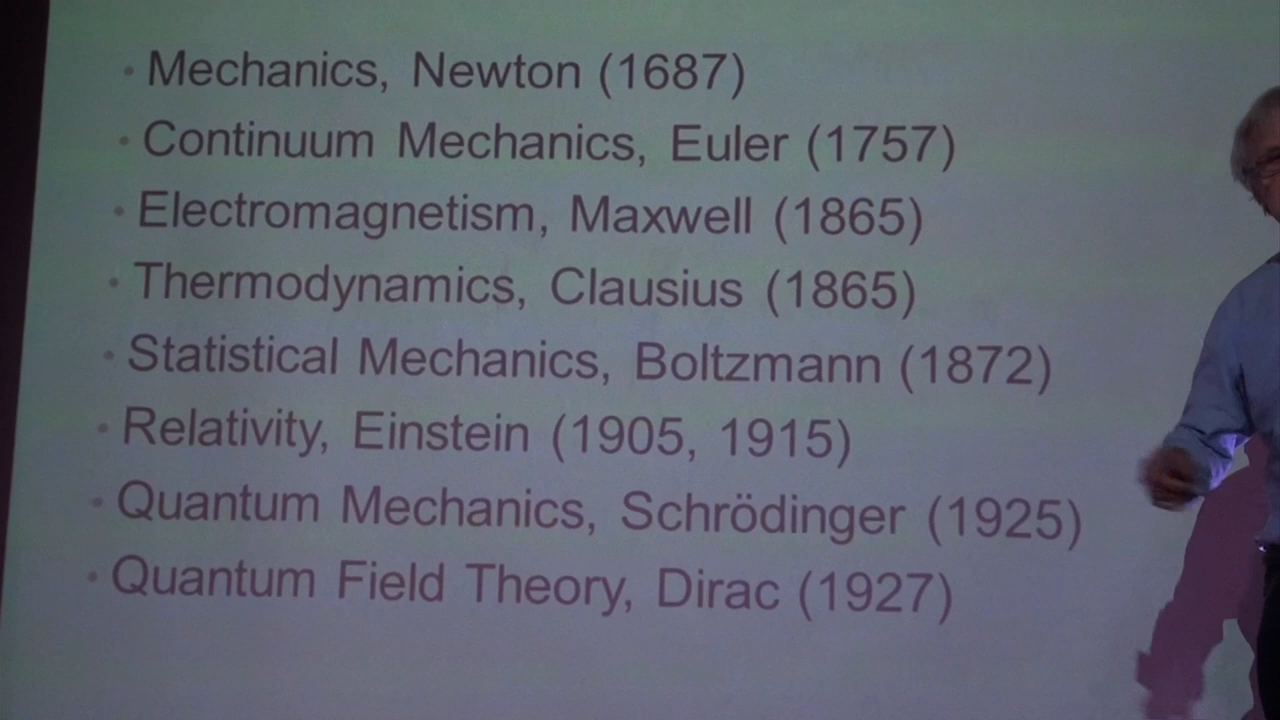 • Mechanics, Newton (1687)
• Continuum Mechanics, Euler (1757)
• Electromagnetism, Maxwell (1865)
• Thermodynamics, Clausius (1865)
• Statistical Mechanics, Boltzmann (1872)
• Relativity, Einstein (1905, 1915)
• Quantum Mechanics, Schrödinger (1925)
• Quantum Field Theory, Dirac (1927)